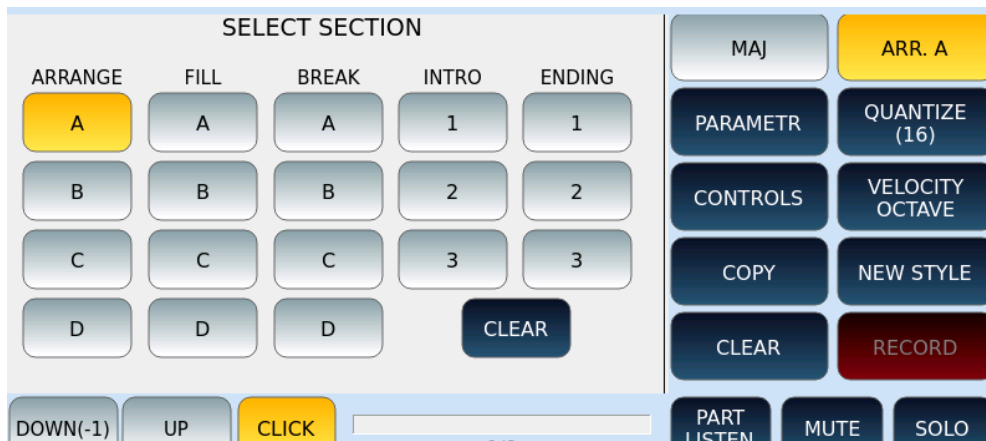 SELECT SECTION
ARRANGE FILL BREAK INTRO ENDING
A A A 1 1
B B B 2 2
C C C 3 3
D D D CLEAR
MAJ ARR. A
PARAMETR QUANTIZE
(16)
CONTROLS VELOCITY
OCTAVE
COPY NEW STYLE
CLEAR RECORD
DOWN(-1) UP CLICK
PART
LISTEN MUTE SOLO